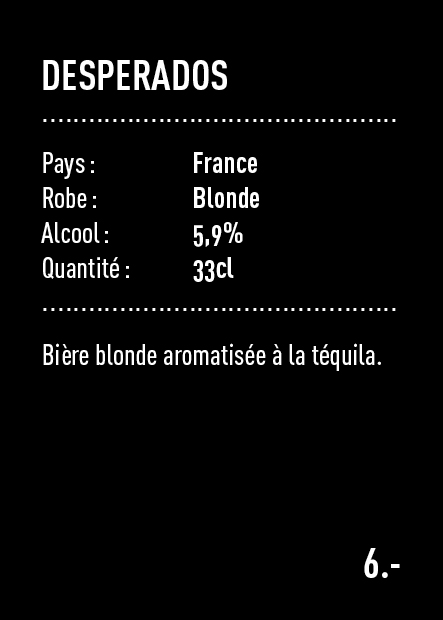 DESPERADOS
Pays : France
Robe : Blonde
Alcool : 5,9%
Quantité : 33cl
Bière blonde aromatisée à la téquila.
6.-